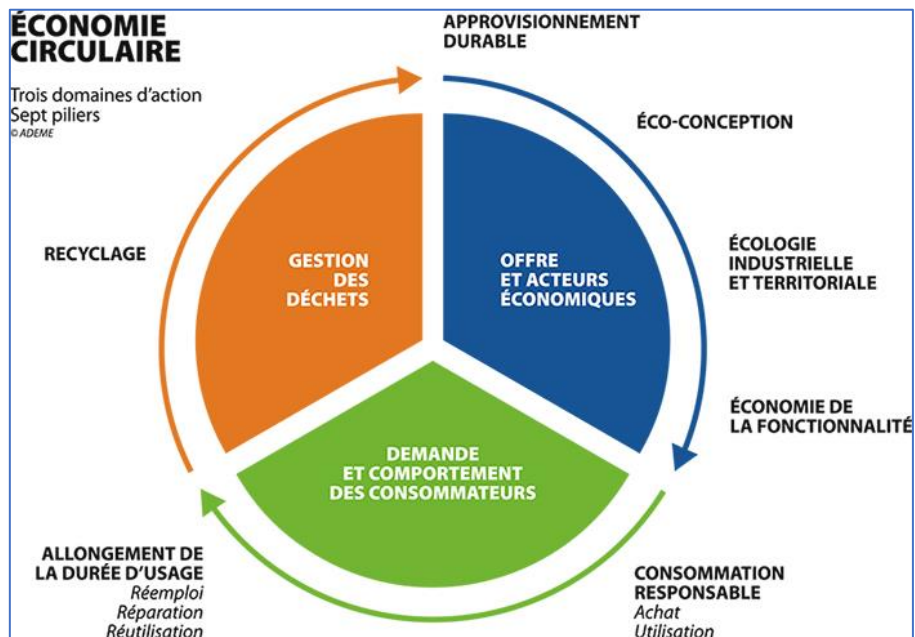 ÉCONOMIE
CIRCULAIRE
Trois domaines d'action
Sept piliers
© ADEME
APPROVISIONNEMENT
DURABLE
ÉCO-CONCEPTION
ÉCOLOGIE
INDUSTRIELLE
ET TERRITORIALE
ÉCONOMIE DE
LA FONCTIONNALITÉ
CONSOMMATION
RESPONSABLE
Achat
Utilisation
ALLONGEMENT DE
LA DURÉE D'USAGE
Réemploi
Réparation
Réutilisation
RECYCLAGE
GESTION
DES
DÉCHETS
OFFRE
ET ACTEURS
ÉCONOMIQUES
DEMANDE
ET COMPORTEMENT
DES CONSOMMATEURS